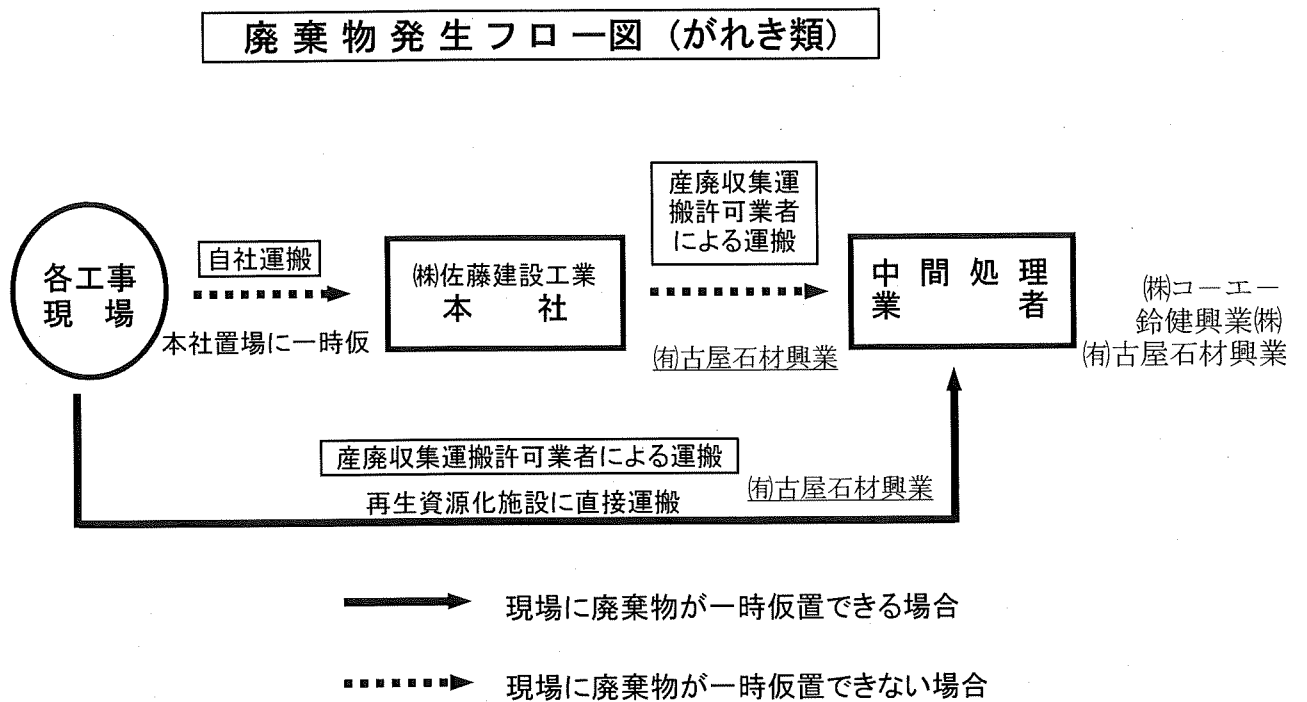 廃棄物発生フロー図（がれき類）
産廃収集運
搬許可業者
による運搬
各工事
現場
自社運搬
本社置場に一時仮
㈱佐藤建設工業
本社
㈲古屋石材興業
中間処理
業者
㈱コーエー
鈴健興業㈱
㈲古屋石材興業
産廃収集運搬許可業者による運搬
再生資源化施設に直接運搬
㈲古屋石材興業
現場に廃棄物が一時仮置できる場合
現場に廃棄物が一時仮置できない場合